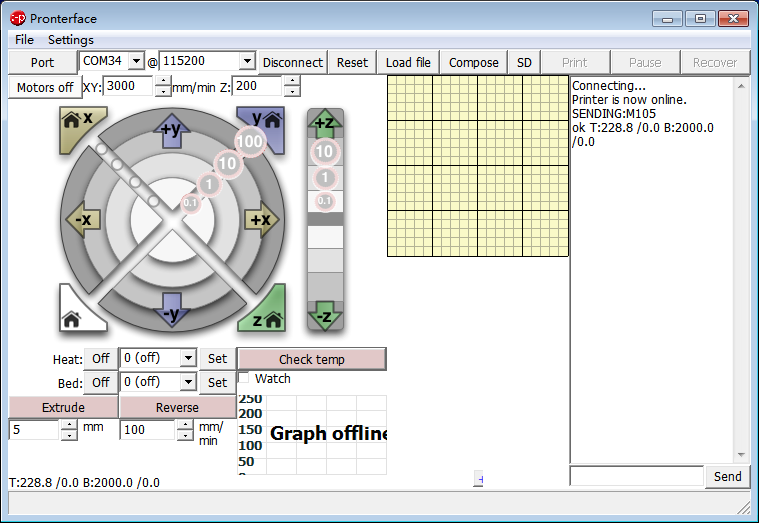 Pronterface
File Settings
Port COM34 @ 115200 Disconnect Reset Load file Compose SD Print Pause Recover
Motors off XY: 3000 mm/min Z: 200
Connecting...
Printer is now online.
SENDING:M105
ok T:228.8 /0.0 B:2000.0
/0.0
x +y y +z
100 10
10 1
1 0.1
0.1
-x +x
-y z -z
Heat: Off 0 (off) Set Check temp
Bed: Off 0 (off) Set Watch
Extrude Reverse
5 mm 100 mm/
min
250
200
150 Graph offline
100
50
T:228.8 /0.0 B:2000.0 /0.0
Send